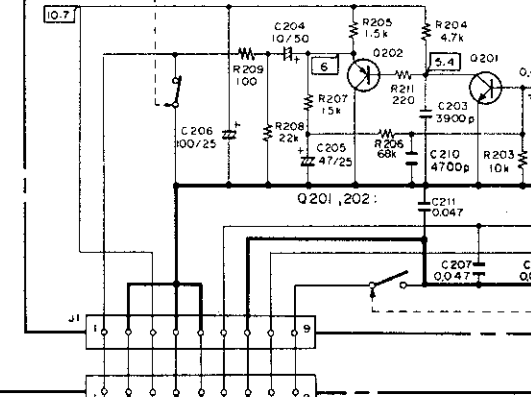 10.7
C204
10/50
+
R205
1.5k
R204
4.7k
Q202
Q201
6
5.4
R209
100
R207
15k
R211
220
C203
3900p
C206
100/25
+
R208
22k
C205
47/25
+
R206
68k
C210
4700p
R203
10k
Q201,202:
C211
0.047
C207
0.047
J1
1
9